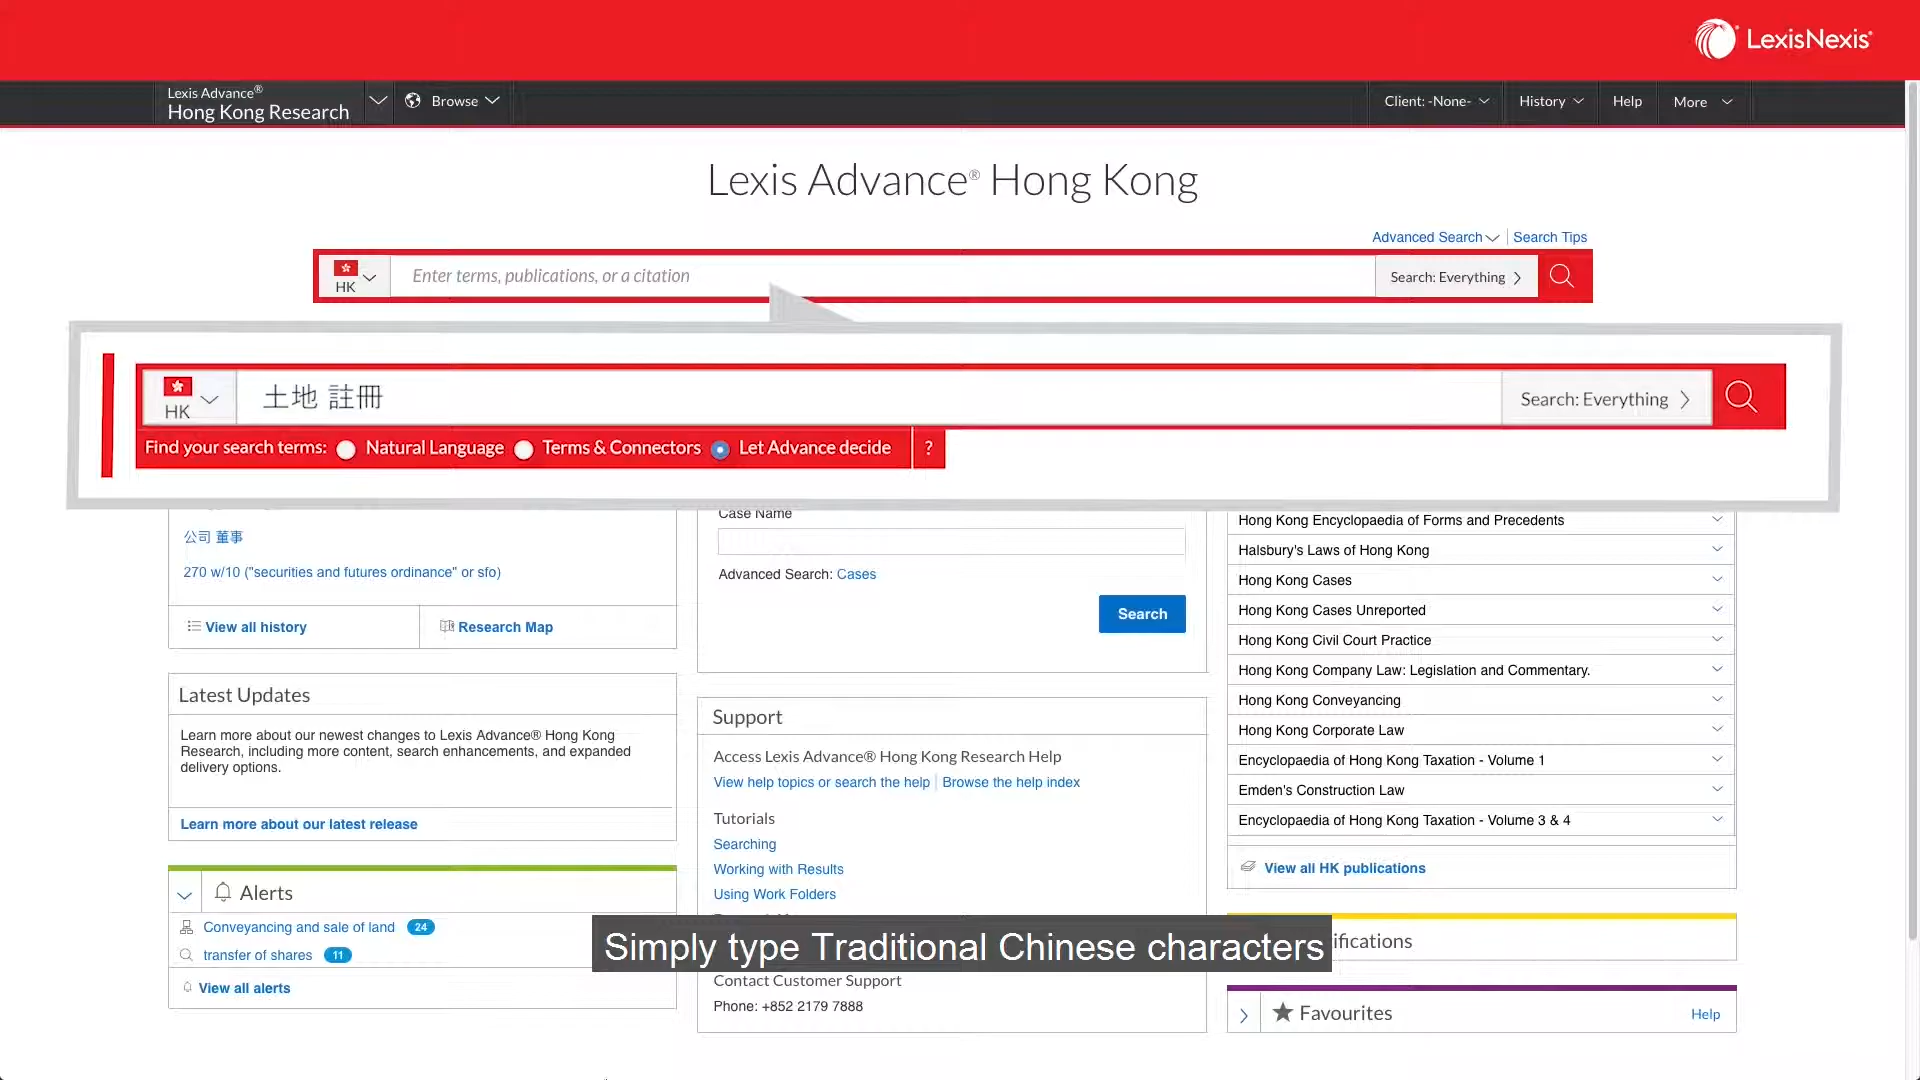 LexisNexis®
Lexis Advance®
Hong Kong Research
Browse
Client: -None-
History
Help
More
Lexis Advance® Hong Kong
Advanced Search
Search Tips
HK
Enter terms, publications, or a citation
Search: Everything
HK
土地 註冊
Search: Everything
Find your search terms:
Natural Language
Terms & Connectors
Let Advance decide
?
公司 董事
270 w/10 ("securities and futures ordinance" or sfo)
View all history
Research Map
Latest Updates
Learn more about our newest changes to Lexis Advance® Hong Kong
Research, including more content, search enhancements, and expanded
delivery options.
Learn more about our latest release
Alerts
Conveyancing and sale of land 24
transfer of shares 11
View all alerts
Case Name
Advanced Search: Cases
Search
Support
Access Lexis Advance® Hong Kong Research Help
View help topics or search the help
Browse the help index
Tutorials
Searching
Working with Results
Using Work Folders
Simply type Traditional Chinese characters
Contact Customer Support
Phone: +852 2179 7888
Hong Kong Encyclopaedia of Forms and Precedents
Halsbury's Laws of Hong Kong
Hong Kong Cases
Hong Kong Cases Unreported
Hong Kong Civil Court Practice
Hong Kong Company Law: Legislation and Commentary.
Hong Kong Conveyancing
Hong Kong Corporate Law
Encyclopaedia of Hong Kong Taxation - Volume 1
Emden's Construction Law
Encyclopaedia of Hong Kong Taxation - Volume 3 & 4
View all HK publications
ifications
Favourites
Help